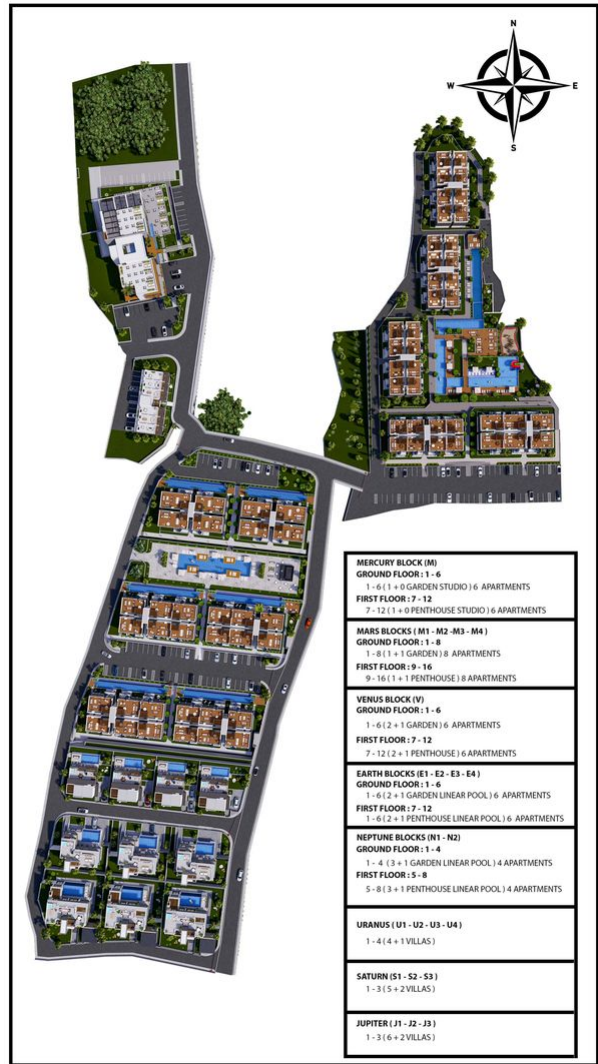 N
W E
S
MERCURY BLOCK (M)
GROUND FLOOR : 1 - 6
1 - 6 ( 1 + 0 GARDEN STUDIO ) 6 APARTMENTS
FIRST FLOOR : 7 - 12
7 - 12 ( 1 + 0 PENTHOUSE STUDIO ) 6 APARTMENTS
MARS BLOCKS ( M1 - M2 -M3 - M4 )
GROUND FLOOR : 1 - 8
1 - 8 ( 1 + 1 GARDEN ) 8 APARTMENTS
FIRST FLOOR : 9 - 16
9 - 16 ( 1 + 1 PENTHOUSE ) 8 APARTMENTS
VENUS BLOCK (V)
GROUND FLOOR : 1 - 6
1 - 6 ( 2 + 1 GARDEN ) 6 APARTMENTS
FIRST FLOOR : 7 - 12
7 - 12 ( 2 + 1 PENTHOUSE ) 6 APARTMENTS
EARTH BLOCKS (E1 - E2 - E3 - E4 )
GROUND FLOOR : 1 - 6
1 - 6 ( 2 + 1 GARDEN LINEAR POOL ) 6 APARTMENTS
FIRST FLOOR : 7 - 12
1 - 6 ( 2 + 1 PENTHOUSE LINEAR POOL ) 6 APARTMENTS
NEPTUNE BLOCKS (N1 - N2)
GROUND FLOOR : 1 - 4
1 - 4 ( 3 + 1 GARDEN LINEAR POOL ) 4 APARTMENTS
FIRST FLOOR : 5 - 8
5 - 8 ( 3 + 1 PENTHOUSE LINEAR POOL ) 4 APARTMENTS
URANUS ( U1 - U2 - U3 - U4 )
1 - 4 ( 4 + 1 VILLAS )
SATURN (S1 - S2 - S3 )
1 - 3 ( 5 + 2 VILLAS )
JUPITER ( J1 - J2 - J3 )
1 - 3 ( 6 + 2 VILLAS )